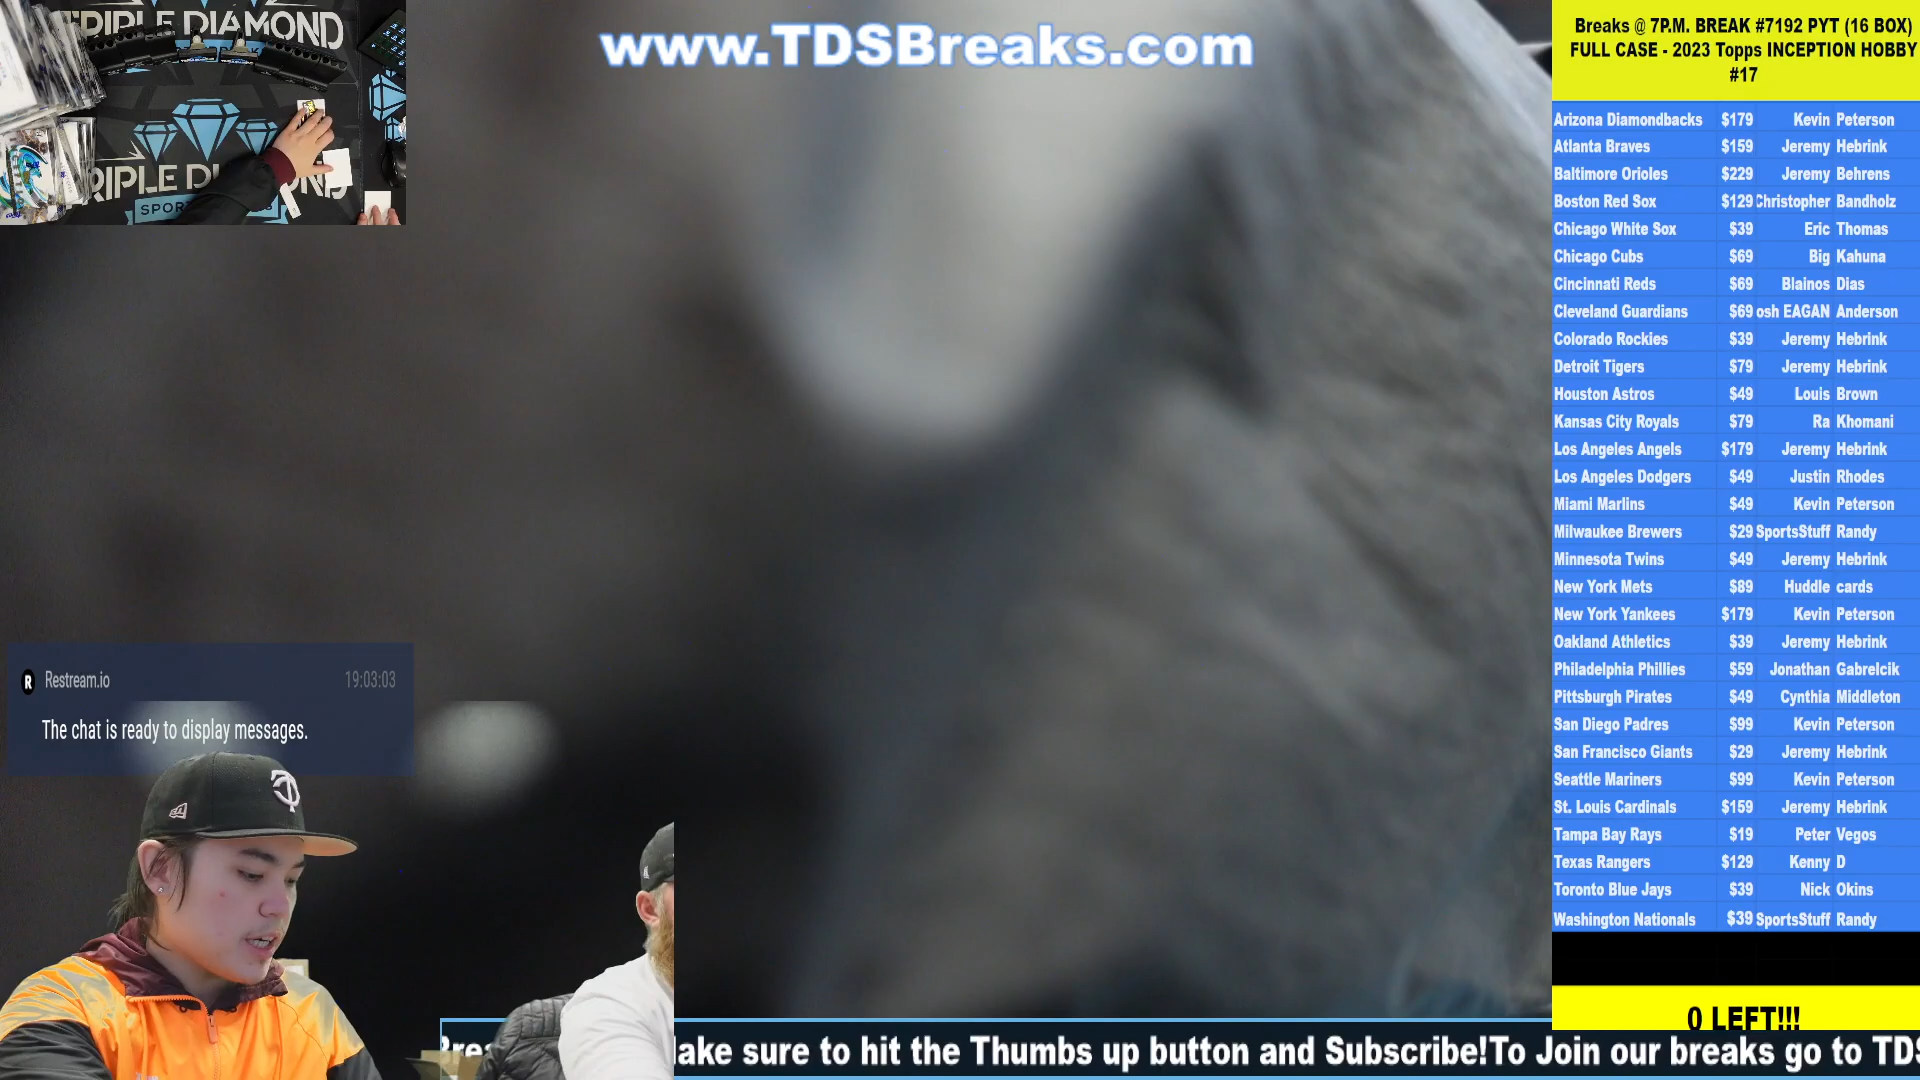 TRIPLE DIAMOND
SPOR
www.TDSBreaks.com
Breaks @ 7P.M. BREAK #7192 PYT (16 BOX)
FULL CASE - 2023 Topps INCEPTION HOBBY
#17
Arizona Diamondbacks $179 Kevin Peterson
Atlanta Braves $159 Jeremy Hebrink
Baltimore Orioles $229 Jeremy Behrens
Boston Red Sox $129 Christopher Bandholz
Chicago White Sox $39 Eric Thomas
Chicago Cubs $69 Big Kahuna
Cincinnati Reds $69 Blainos Dias
Cleveland Guardians $69 osh EAGAN Anderson
Colorado Rockies $39 Jeremy Hebrink
Detroit Tigers $79 Jeremy Hebrink
Houston Astros $49 Louis Brown
Kansas City Royals $79 Ra Khomani
Los Angeles Angels $179 Jeremy Hebrink
Los Angeles Dodgers $49 Justin Rhodes
Miami Marlins $49 Kevin Peterson
Milwaukee Brewers $29 SportsStuff Randy
Minnesota Twins $49 Jeremy Hebrink
New York Mets $89 Huddle cards
New York Yankees $179 Kevin Peterson
Oakland Athletics $39 Jeremy Hebrink
Philadelphia Phillies $59 Jonathan Gabrelcik
Pittsburgh Pirates $49 Cynthia Middleton
San Diego Padres $99 Kevin Peterson
San Francisco Giants $29 Jeremy Hebrink
Seattle Mariners $99 Kevin Peterson
St. Louis Cardinals $159 Jeremy Hebrink
Tampa Bay Rays $19 Peter Vegos
Texas Rangers $129 Kenny D
Toronto Blue Jays $39 Nick Okins
Washington Nationals $39 SportsStuff Randy
0 LEFT!!!
Restream.io 19:03:03
The chat is ready to display messages.
TC
Brea
ake sure to hit the Thumbs up button and Subscribe!To Join our breaks go to TDS